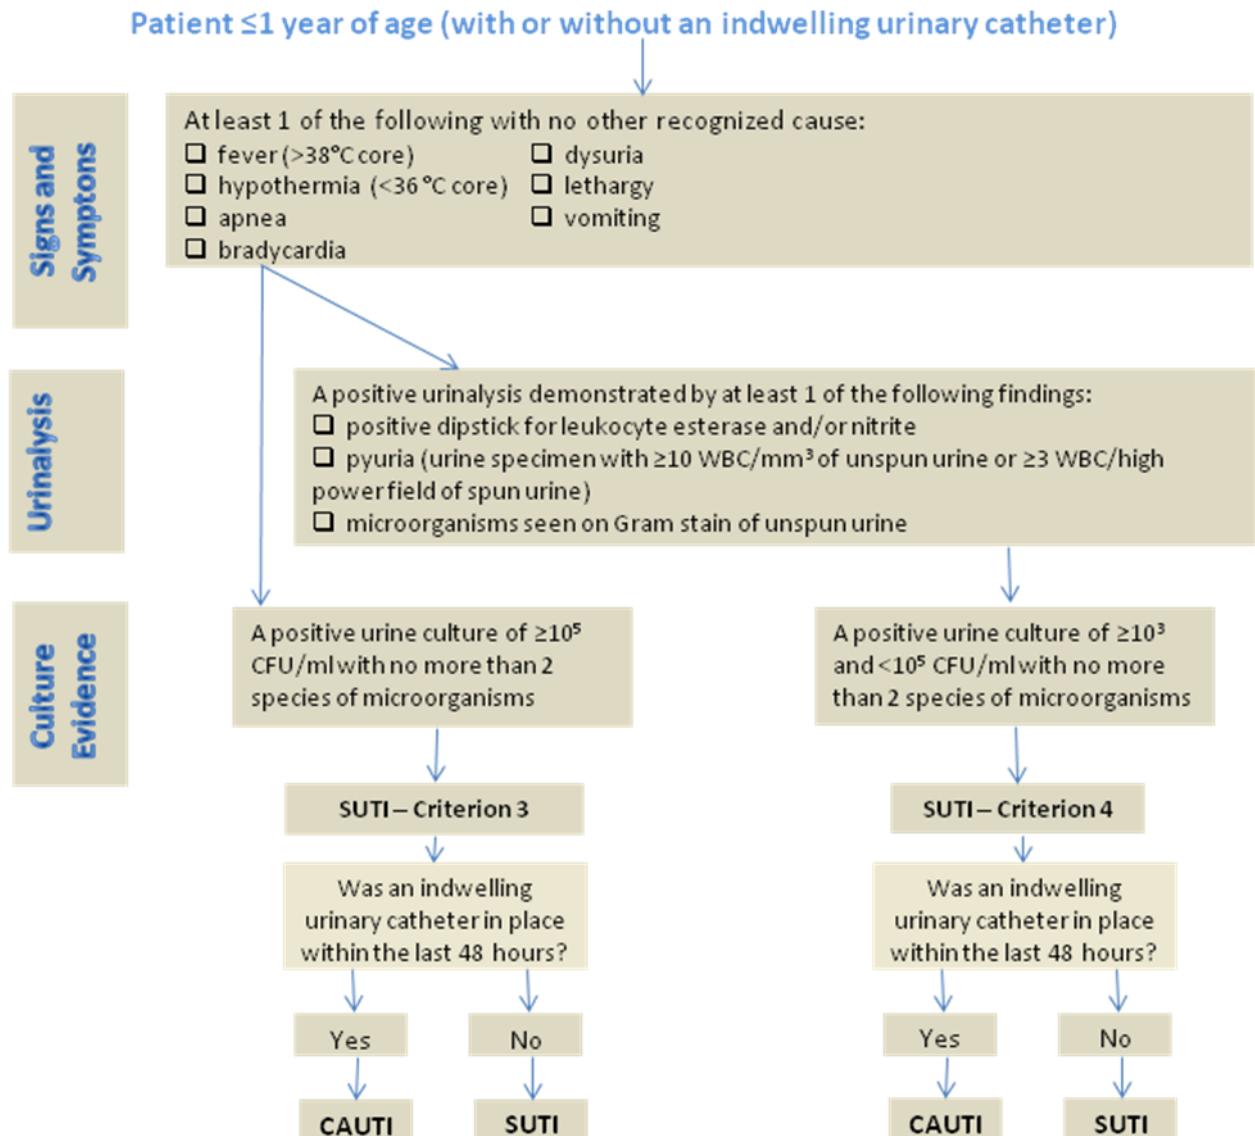 Patient ≤1 year of age (with or without an indwelling urinary catheter)
Signs and
Symptons
At least 1 of the following with no other recognized cause:
❑ fever (>38°C core)
❑ hypothermia (<36 °C core)
❑ apnea
❑ bradycardia
❑ dysuria
❑ lethargy
❑ vomiting
Urinalysis
A positive urinalysis demonstrated by at least 1 of the following findings:
❑ positive dipstick for leukocyte esterase and/or nitrite
❑ pyuria (urine specimen with ≥10 WBC/mm³ of unspun urine or ≥3 WBC/high
power field of spun urine)
❑ microorganisms seen on Gram stain of unspun urine
Culture
Evidence
A positive urine culture of ≥10⁵
CFU/ml with no more than 2
species of microorganisms
A positive urine culture of ≥10³
and <10⁵ CFU/ml with no more
than 2 species of microorganisms
SUTI – Criterion 3
SUTI – Criterion 4
Was an indwelling
urinary catheter in place
within the last 48 hours?
Was an indwelling
urinary catheter in place
within the last 48 hours?
Yes
No
Yes
No
CAUTI
SUTI
CAUTI
SUTI